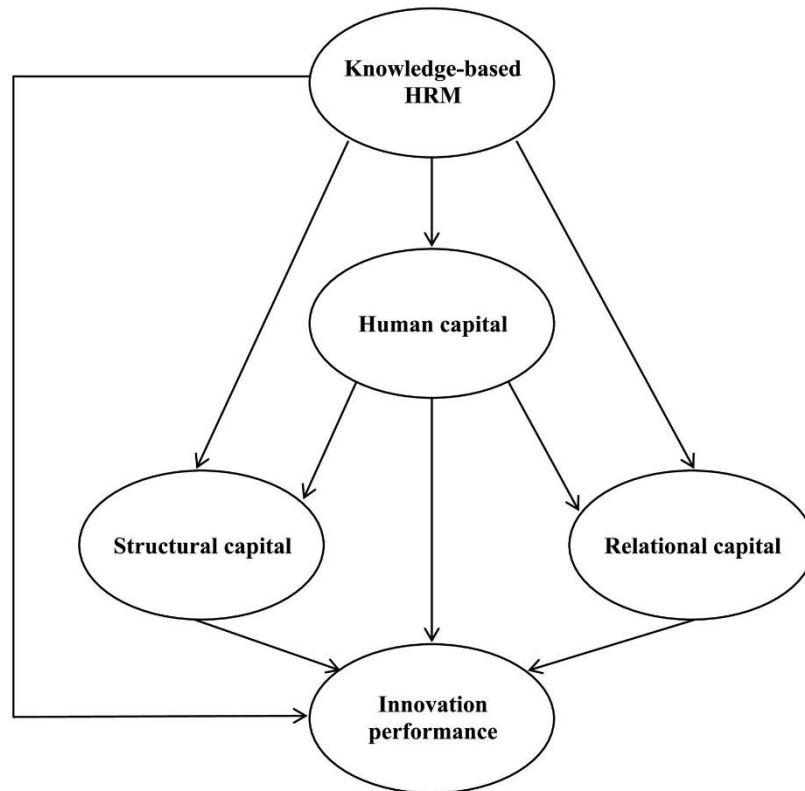 Knowledge-based
HRM
Human capital
Structural capital
Relational capital
Innovation
performance